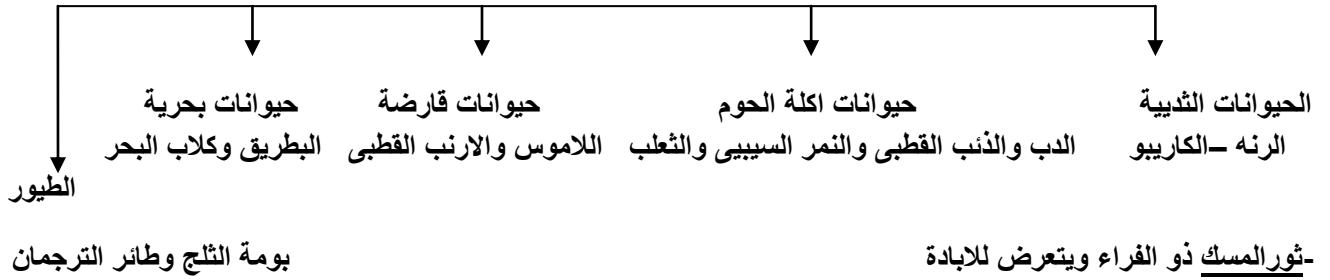 الحيوانات الثديية حيوانات اكلة الحوم حيوانات قارضة حيوانات بحرية
الرنه –الكاريبو الدب والذئب القطبى والنمر السيبيى والثعلب اللاموس والارنب القطبى البطريق وكلاب البحر
الطيور
-ثورالمسك ذو الفراء ويتعرض للابادة بومة الثلج وطائر الترجمان